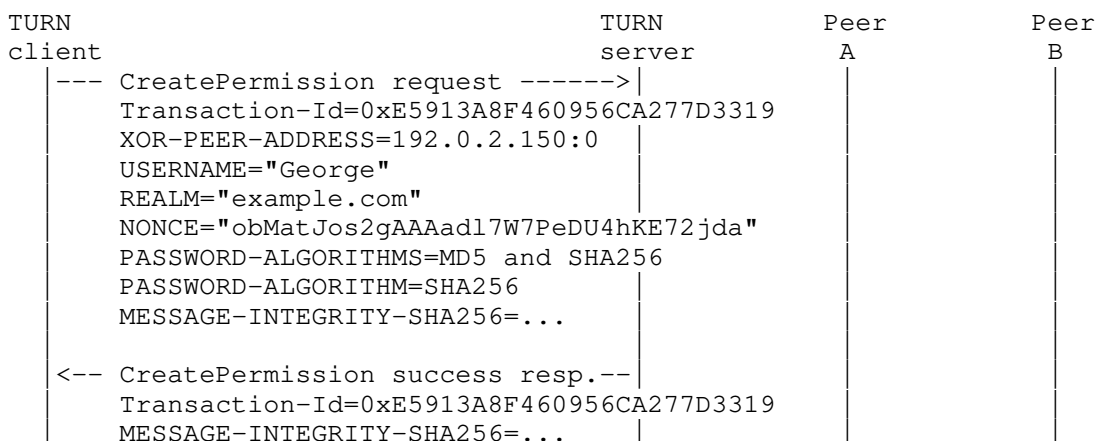 TURN TURN Peer Peer
client server A B
|--- CreatePermission request ------>| | |
| Transaction-Id=0xE5913A8F460956CA277D3319 | |
| XOR-PEER-ADDRESS=192.0.2.150:0 | | |
| USERNAME="George" | | |
| REALM="example.com" | | |
| NONCE="obMatJos2gAAAadl7W7PeDU4hKE72jda" | |
| PASSWORD-ALGORITHMS=MD5 and SHA256 | |
| PASSWORD-ALGORITHM=SHA256 | | |
| MESSAGE-INTEGRITY-SHA256=... | | |
| | | |
|<-- CreatePermission success resp.--| | |
| Transaction-Id=0xE5913A8F460956CA277D3319 | |
| MESSAGE-INTEGRITY-SHA256=... | | |